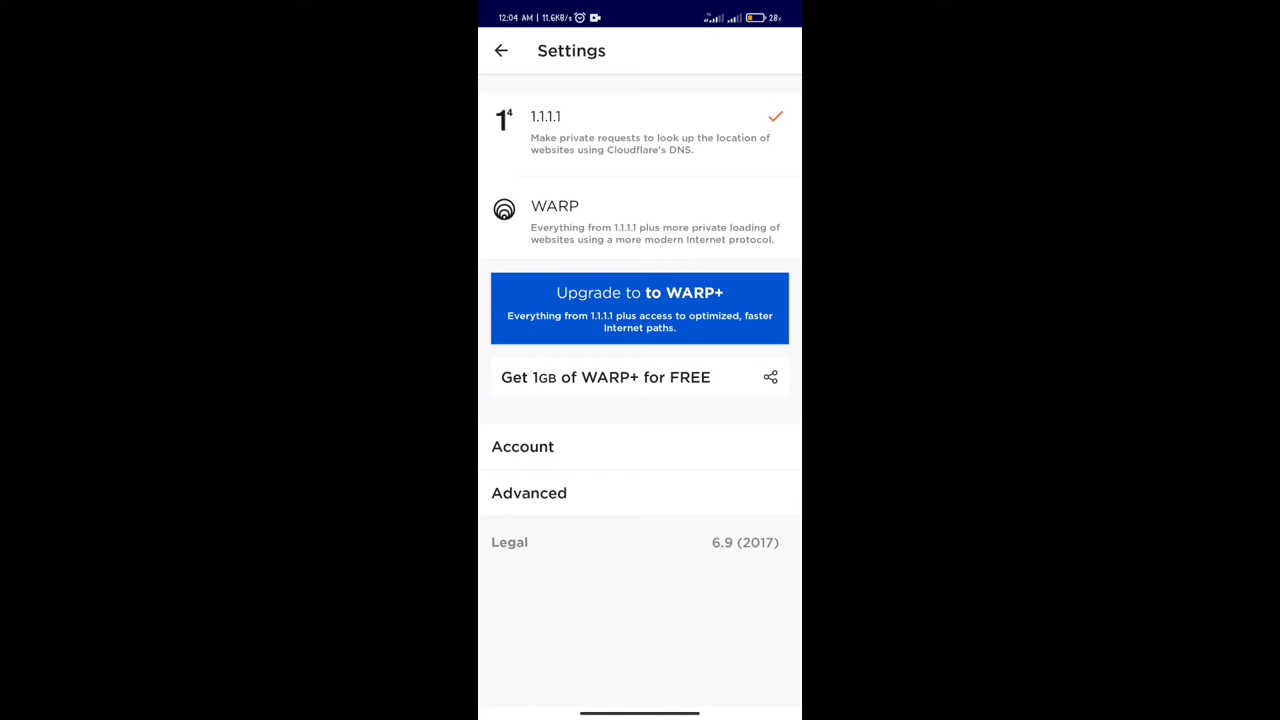 12:04 AM | 11.6KB/s 28%
Settings
1⁴ 1.1.1.1
Make private requests to look up the location of
websites using Cloudflare's DNS.
WARP
Everything from 1.1.1.1 plus more private loading of
websites using a more modern Internet protocol.
Upgrade to to WARP+
Everything from 1.1.1.1 plus access to optimized, faster
Internet paths.
Get 1GB of WARP+ for FREE
Account
Advanced
Legal 6.9 (2017)